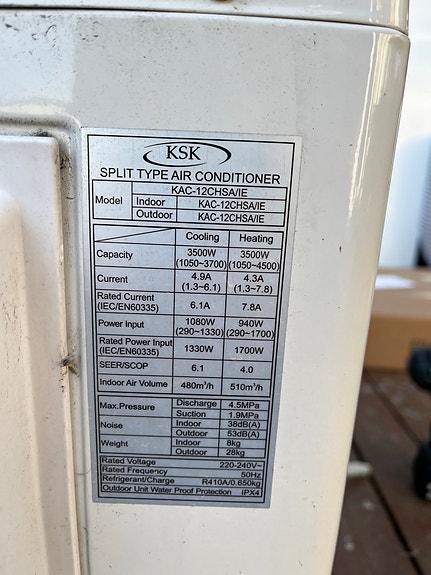 KSK
SPLIT TYPE AIR CONDITIONER
Model KAC-12CHSA/IE
Indoor KAC-12CHSA/IE
Outdoor KAC-12CHSA/IE
Cooling Heating
Capacity 3500W (1050~3700) 3500W (1050~4500)
Current 4.9A (1.3~6.1) 4.3A (1.3~7.8)
Rated Current (IEC/EN60335) 6.1A 7.8A
Power Input 1080W (290~1330) 940W (290~1700)
Rated Power Input (IEC/EN60335) 1330W 1700W
SEER/SCOP 6.1 4.0
Indoor Air Volume 480m³/h 510m³/h
Max.Pressure Discharge 4.5MPa
Suction 1.9MPa
Noise Indoor 38dB(A)
Outdoor 53dB(A)
Weight Indoor 8kg
Outdoor 28kg
Rated Voltage 220-240V~
Rated Frequency 50Hz
Refrigerant/Charge R410A/0.650kg
Outdoor Unit Water Proof Protection IPX4